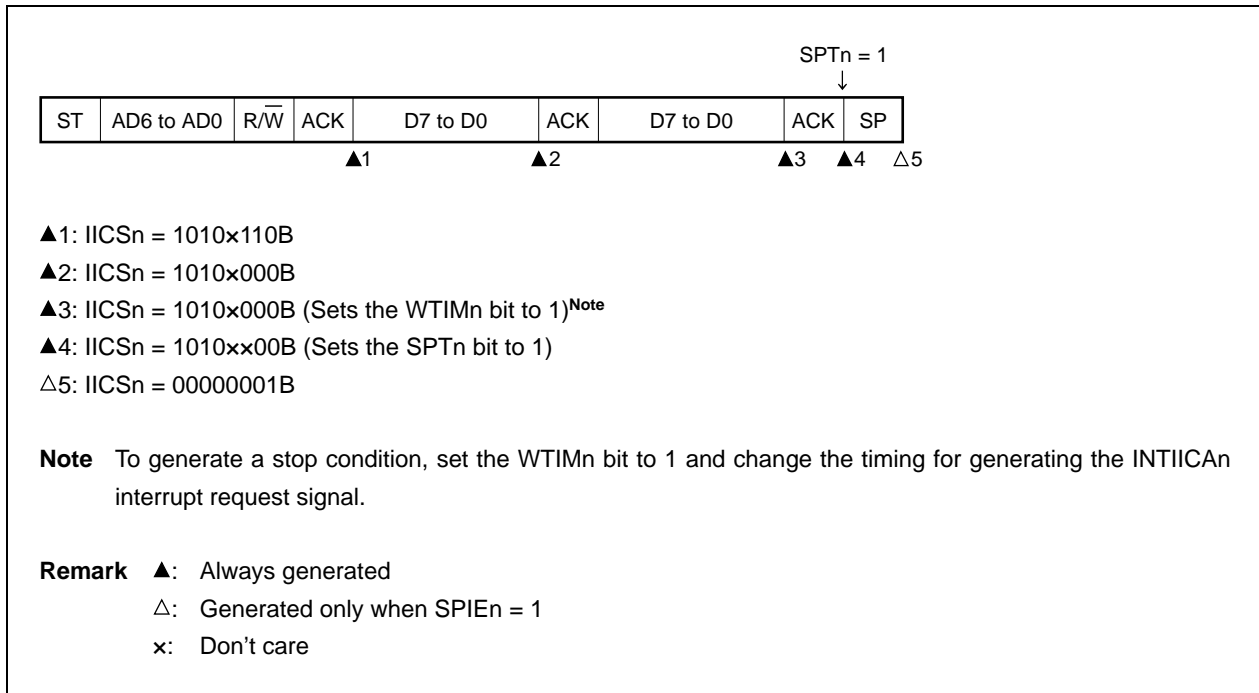 SPTn = 1
↓
ST AD6 to AD0 R/W̅ ACK D7 to D0 ACK D7 to D0 ACK SP
▲1 ▲2 ▲3 ▲4 △5
▲1: IICSn = 1010×110B
▲2: IICSn = 1010×000B
▲3: IICSn = 1010×000B (Sets the WTIMn bit to 1)Note
▲4: IICSn = 1010××00B (Sets the SPTn bit to 1)
△5: IICSn = 00000001B
Note To generate a stop condition, set the WTIMn bit to 1 and change the timing for generating the INTIICAn
interrupt request signal.
Remark ▲: Always generated
△: Generated only when SPIEn = 1
×: Don't care